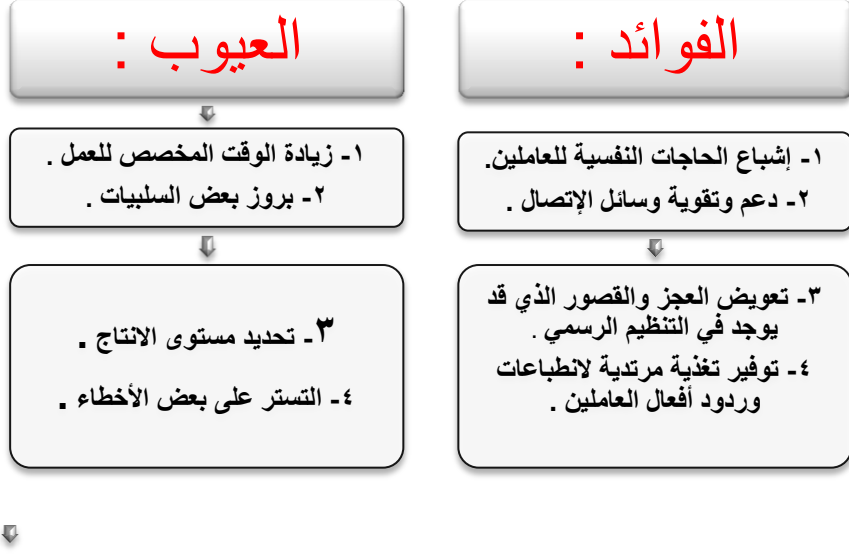 الفوائد :
١- إشباع الحاجات النفسية للعاملين.
٢- دعم وتقوية وسائل الإتصال .
٣- تعويض العجز والقصور الذي قد
يوجد في التنظيم الرسمي .
٤- توفير تغذية مرتدية لانطباعات
وردود أفعال العاملين .
العيوب :
١- زيادة الوقت المخصص للعمل .
٢- بروز بعض السلبيات .
٣- تحديد مستوى الانتاج .
٤- التستر على بعض الأخطاء .